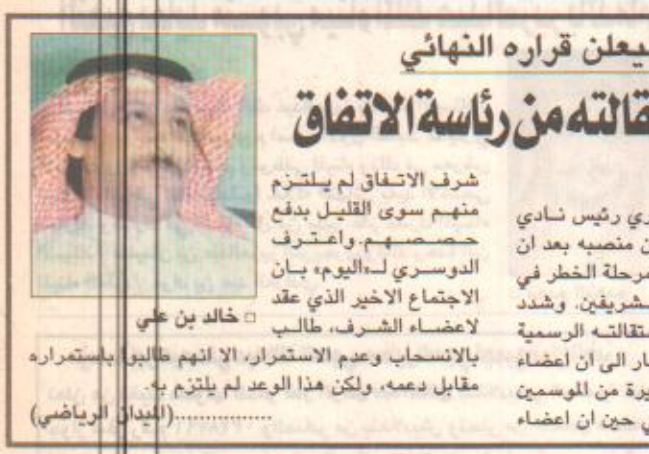 سيعلن قراره النهائي
قالته من رئاسة الاتفاق
ري رئيس نادي
ن منصبه بعد ان
مرحلة الخطر في
شريفين. وشدد
ستقالته الرسمية
ار الى ان اعضاء
يرة من الموسمين
ي حين ان اعضاء
شرف الاتفاق لم يلتزم
منهم سوى القليل بدفع
حصصهم. واعترف
الدوسري لـ«اليوم» بان
الاجتماع الاخير الذي عقد
لاعضاء الشرف، طالب
بالانسحاب وعدم الاستمرار، الا انهم طالبوا باستمراره
مقابل دعمه، ولكن هذا الوعد لم يلتزم به.
................(الميدان الرياضي)
▫ خالد بن علي